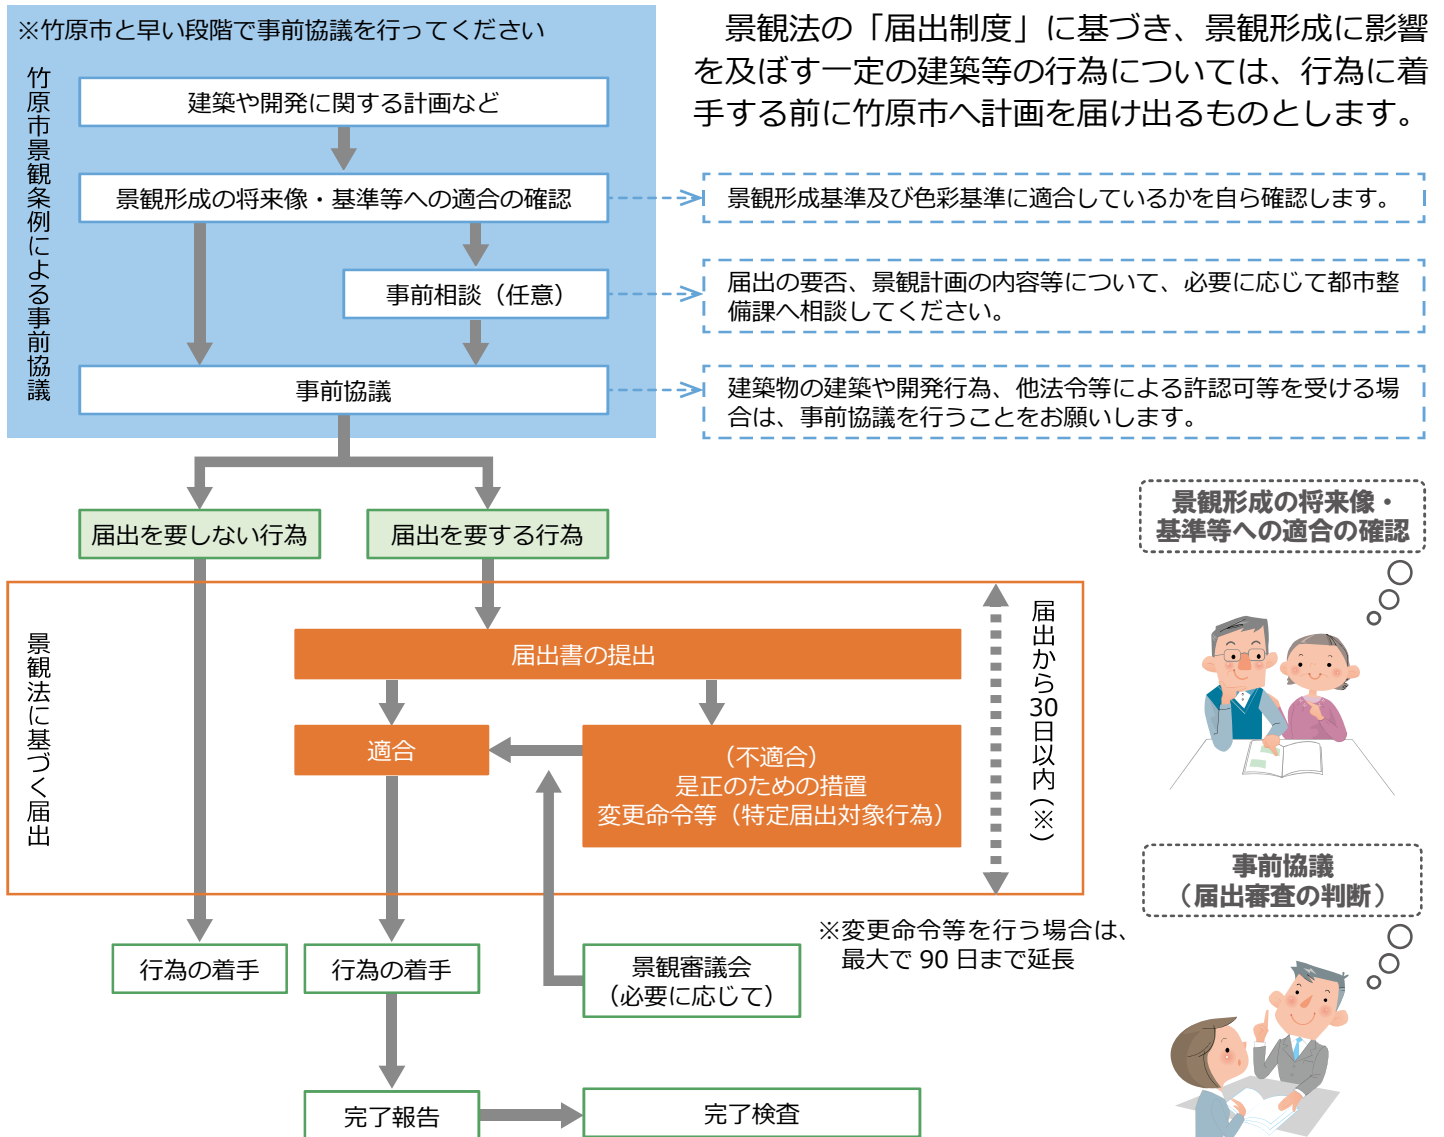 ※竹原市と早い段階で事前協議を行ってください
竹原市景観条例による事前協議
建築や開発に関する計画など
景観形成の将来像・基準等への適合の確認
事前相談（任意）
事前協議
景観法の「届出制度」に基づき、景観形成に影響
を及ぼす一定の建築等の行為については、行為に着
手する前に竹原市へ計画を届け出るものとします。
景観形成基準及び色彩基準に適合しているかを自ら確認します。
届出の要否、景観計画の内容等について、必要に応じて都市整
備課へ相談してください。
建築物の建築や開発行為、他法令等による許認可等を受ける場
合は、事前協議を行うことをお願いします。
届出を要しない行為
届出を要する行為
景観法に基づく届出
届出書の提出
適合
（不適合）
是正のための措置
変更命令等（特定届出対象行為）
届出から30日以内（※）
行為の着手
行為の着手
景観審議会
（必要に応じて）
※変更命令等を行う場合は、
最大で 90 日まで延長
完了報告
完了検査
景観形成の将来像・
基準等への適合の確認
事前協議
（届出審査の判断）